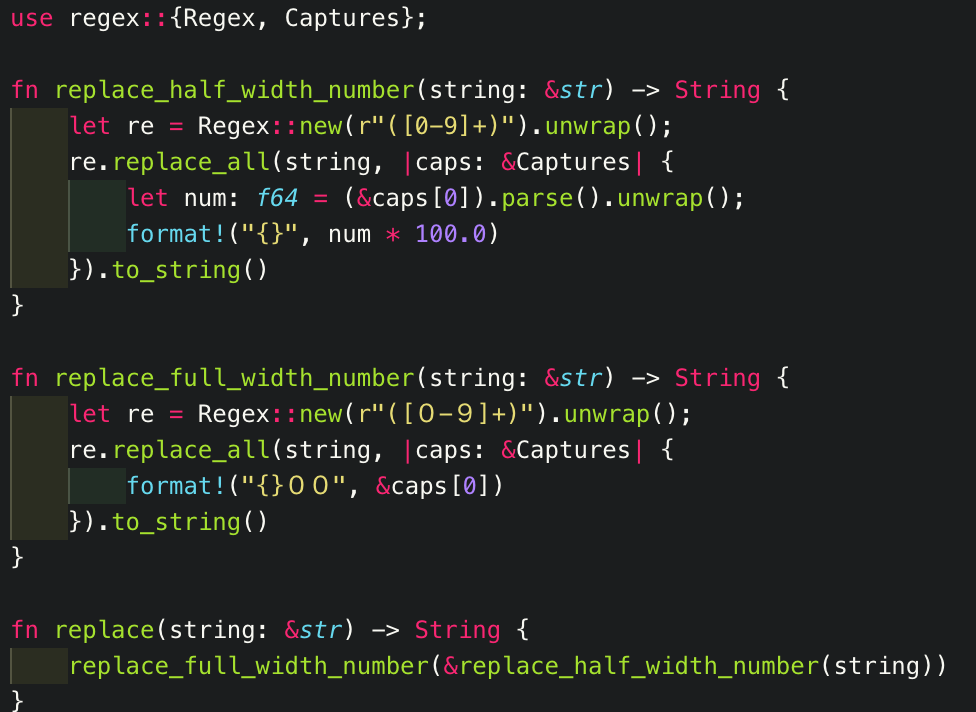 use regex::{Regex, Captures};

fn replace_half_width_number(string: &str) -> String {
    let re = Regex::new(r"([0-9]+)").unwrap();
    re.replace_all(string, |caps: &Captures| {
        let num: f64 = (&caps[0]).parse().unwrap();
        format!("{}", num * 100.0)
    }).to_string()
}

fn replace_full_width_number(string: &str) -> String {
    let re = Regex::new(r"([０-９]+)").unwrap();
    re.replace_all(string, |caps: &Captures| {
        format!("{}００", &caps[0])
    }).to_string()
}

fn replace(string: &str) -> String {
    replace_full_width_number(&replace_half_width_number(string))
}